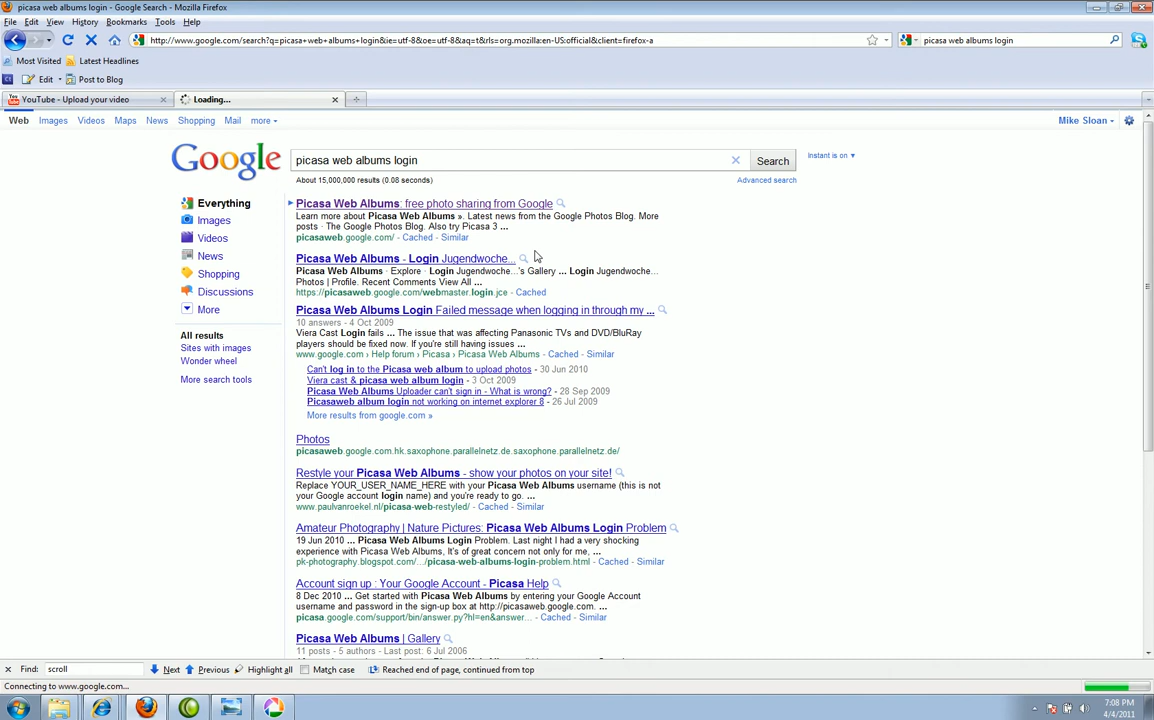 picasa web albums login - Google Search - Mozilla Firefox
File Edit View History Bookmarks Tools Help
http://www.google.com/search?q=picasa+web+albums+login&ie=utf-8&oe=utf-8&aq=t&rls=org.mozilla:en-US:official&client=firefox-a
picasa web albums login
Most Visited Latest Headlines
Edit Post to Blog
YouTube - Upload your video
Loading...
Web Images Videos Maps News Shopping Mail more
Mike Sloan
Google
picasa web albums login
Search
Instant is on
About 15,000,000 results (0.08 seconds)
Advanced search
Everything
Images
Videos
News
Shopping
Discussions
More
All results
Sites with images
Wonder wheel
More search tools
Picasa Web Albums: free photo sharing from Google
Learn more about Picasa Web Albums ». Latest news from the Google Photos Blog. More
posts · The Google Photos Blog. Also try Picasa 3 ...
picasaweb.google.com/ - Cached - Similar
Picasa Web Albums - Login Jugendwoche...
Picasa Web Albums · Explore · Login Jugendwoche...'s Gallery ... Login Jugendwoche...
Photos | Profile. Recent Comments View All ...
https://picasaweb.google.com/webmaster.login.jce - Cached
Picasa Web Albums Login Failed message when logging in through my ...
10 answers - 4 Oct 2009
Viera Cast Login fails ... The issue that was affecting Panasonic TVs and DVD/BluRay
players should be fixed now. If you're still having issues ...
www.google.com › Help forum › Picasa › Picasa Web Albums - Cached - Similar
Can't log in to the Picasa web album to upload photos - 30 Jun 2010
Viera cast & picasa web album login - 3 Oct 2009
Picasa Web Albums Uploader can't sign in - What is wrong? - 28 Sep 2009
Picasaweb album login not working on internet explorer 8 - 26 Jul 2009
More results from google.com »
Photos
picasaweb.google.com.hk.saxophone.parallelnetz.de.saxophone.parallelnetz.de/
Restyle your Picasa Web Albums - show your photos on your site!
Replace YOUR_USER_NAME_HERE with your Picasa Web Albums username (this is not
your Google account login name) and you're ready to go. ...
www.paulvanroekel.nl/picasa-web-restyled/ - Cached - Similar
Amateur Photography | Nature Pictures: Picasa Web Albums Login Problem
19 Jun 2010 ... Picasa Web Albums Login Problem. Last night I had a very shocking
experience with Picasa Web Albums, It's of great concern not only for me, ...
pk-photography.blogspot.com/.../picasa-web-albums-login-problem.html - Cached - Similar
Account sign up : Your Google Account - Picasa Help
8 Dec 2010 ... Get started with Picasa Web Albums by entering your Google Account
username and password in the sign-up box at http://picasaweb.google.com. ...
picasa.google.com/support/bin/answer.py?hl=en&answer... - Cached - Similar
Picasa Web Albums | Gallery
11 posts - 5 authors - Last post: 6 Jul 2006
Find: scroll Next Previous Highlight all Match case Reached end of page, continued from top
Connecting to www.google.com...
7:08 PM
4/4/2011